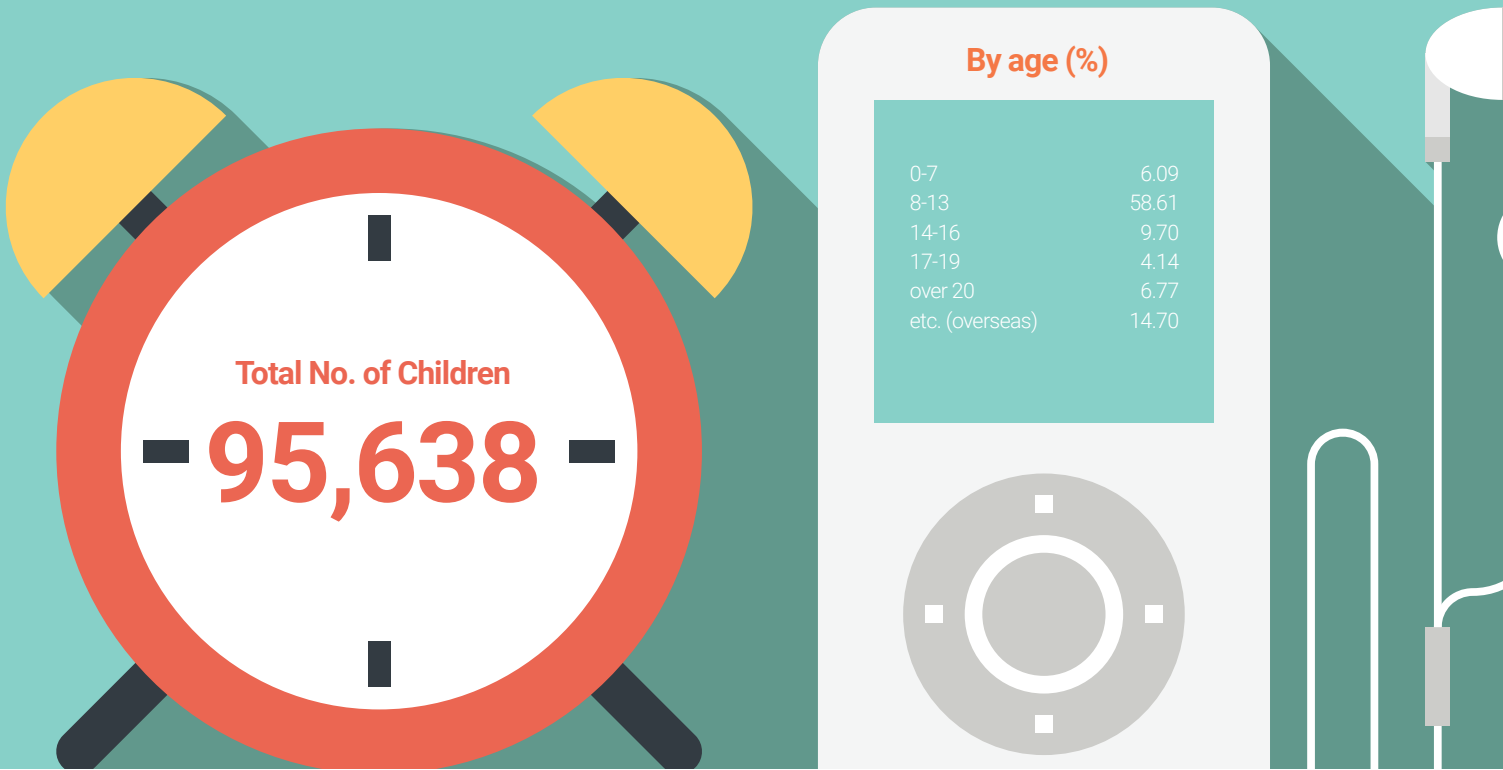 Total No. of Children
95,638
By age (%)
0-7 6.09
8-13 58.61
14-16 9.70
17-19 4.14
over 20 6.77
etc. (overseas) 14.70